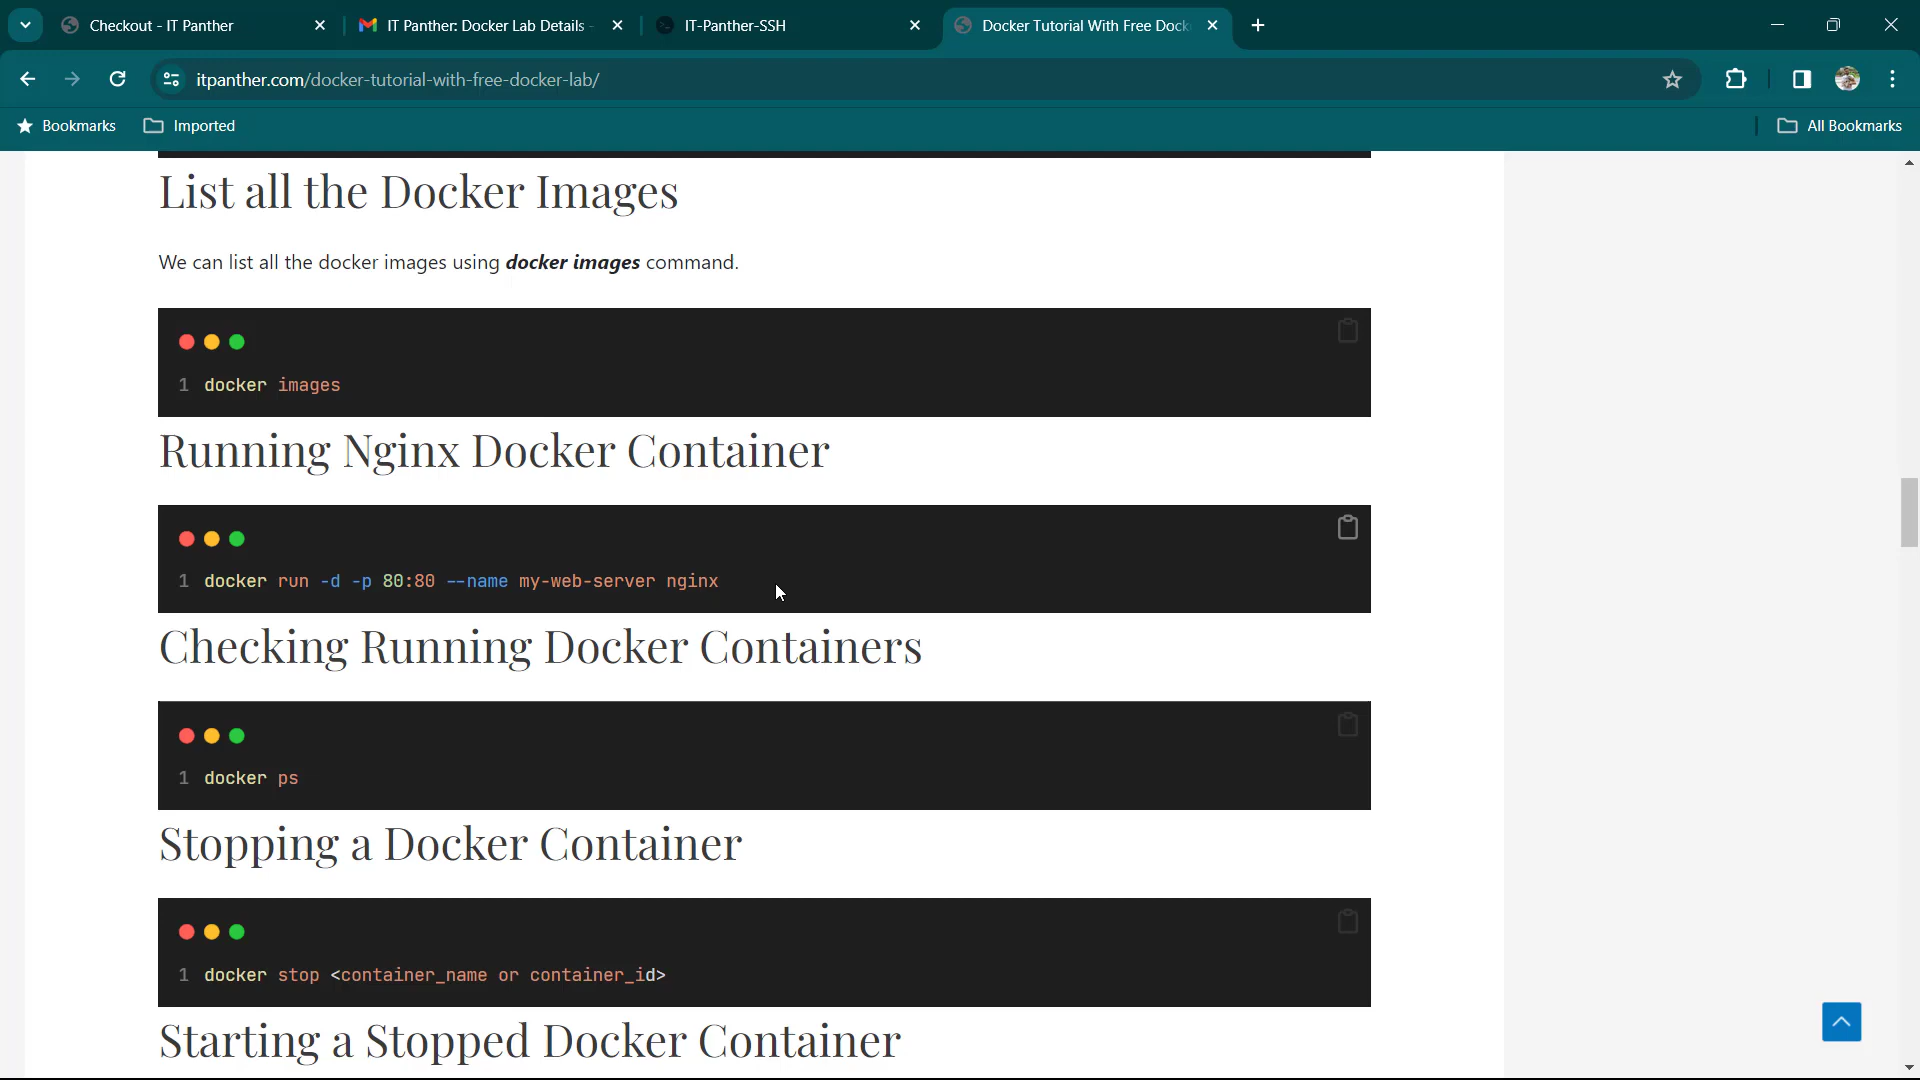 Checkout - IT Panther
IT Panther: Docker Lab Details -
IT-Panther-SSH
Docker Tutorial With Free Dock
itpanther.com/docker-tutorial-with-free-docker-lab/
Bookmarks
Imported
All Bookmarks
List all the Docker Images
We can list all the docker images using docker images command.
1 docker images
Running Nginx Docker Container
1 docker run -d -p 80:80 --name my-web-server nginx
Checking Running Docker Containers
1 docker ps
Stopping a Docker Container
1 docker stop <container_name or container_id>
Starting a Stopped Docker Container